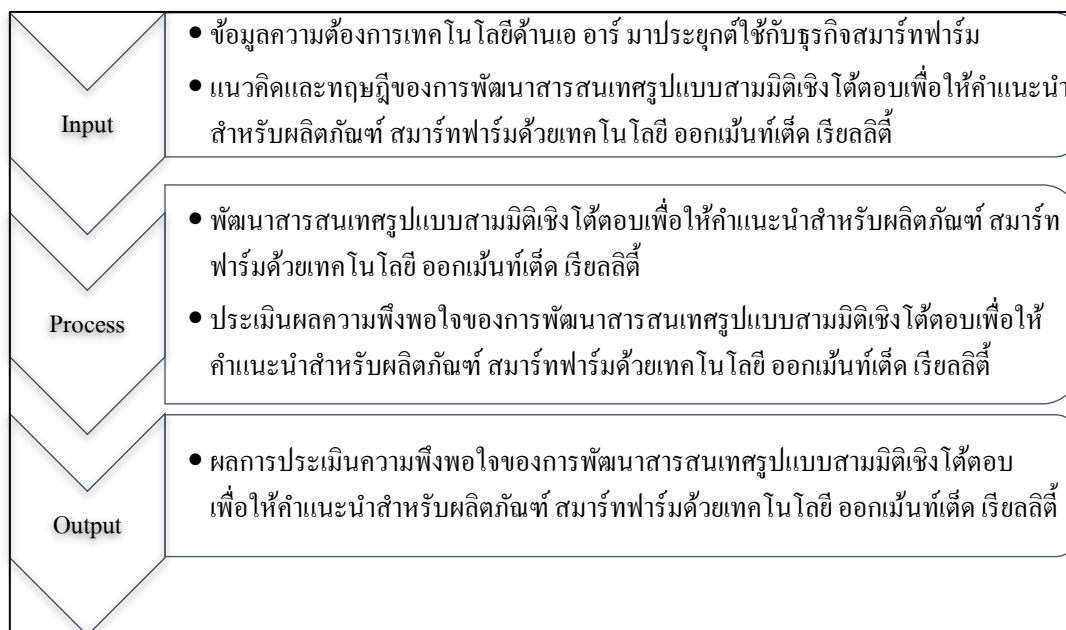 Input
• ข้อมูลความต้องการเทคโนโลยีด้านเอ อาร์ มาประยุกต์ใช้กับธุรกิจสมาร์ทฟาร์ม
• แนวคิดและทฤษฎีของการพัฒนาสารสนเทศรูปแบบสามมิติเชิงโต้ตอบเพื่อให้คำแนะนำ
สำหรับผลิตภัณฑ์ สมาร์ทฟาร์มด้วยเทคโนโลยี ออกเม้นท์เต็ด เรียลลิตี้
Process
• พัฒนาสารสนเทศรูปแบบสามมิติเชิงโต้ตอบเพื่อให้คำแนะนำสำหรับผลิตภัณฑ์ สมาร์ท
ฟาร์มด้วยเทคโนโลยี ออกเม้นท์เต็ด เรียลลิตี้
• ประเมินผลความพึงพอใจของการพัฒนาสารสนเทศรูปแบบสามมิติเชิงโต้ตอบเพื่อให้
คำแนะนำสำหรับผลิตภัณฑ์ สมาร์ทฟาร์มด้วยเทคโนโลยี ออกเม้นท์เต็ด เรียลลิตี้
Output
• ผลการประเมินความพึงพอใจของการพัฒนาสารสนเทศรูปแบบสามมิติเชิงโต้ตอบ
เพื่อให้คำแนะนำสำหรับผลิตภัณฑ์ สมาร์ทฟาร์มด้วยเทคโนโลยี ออกเม้นท์เต็ด เรียลลิตี้